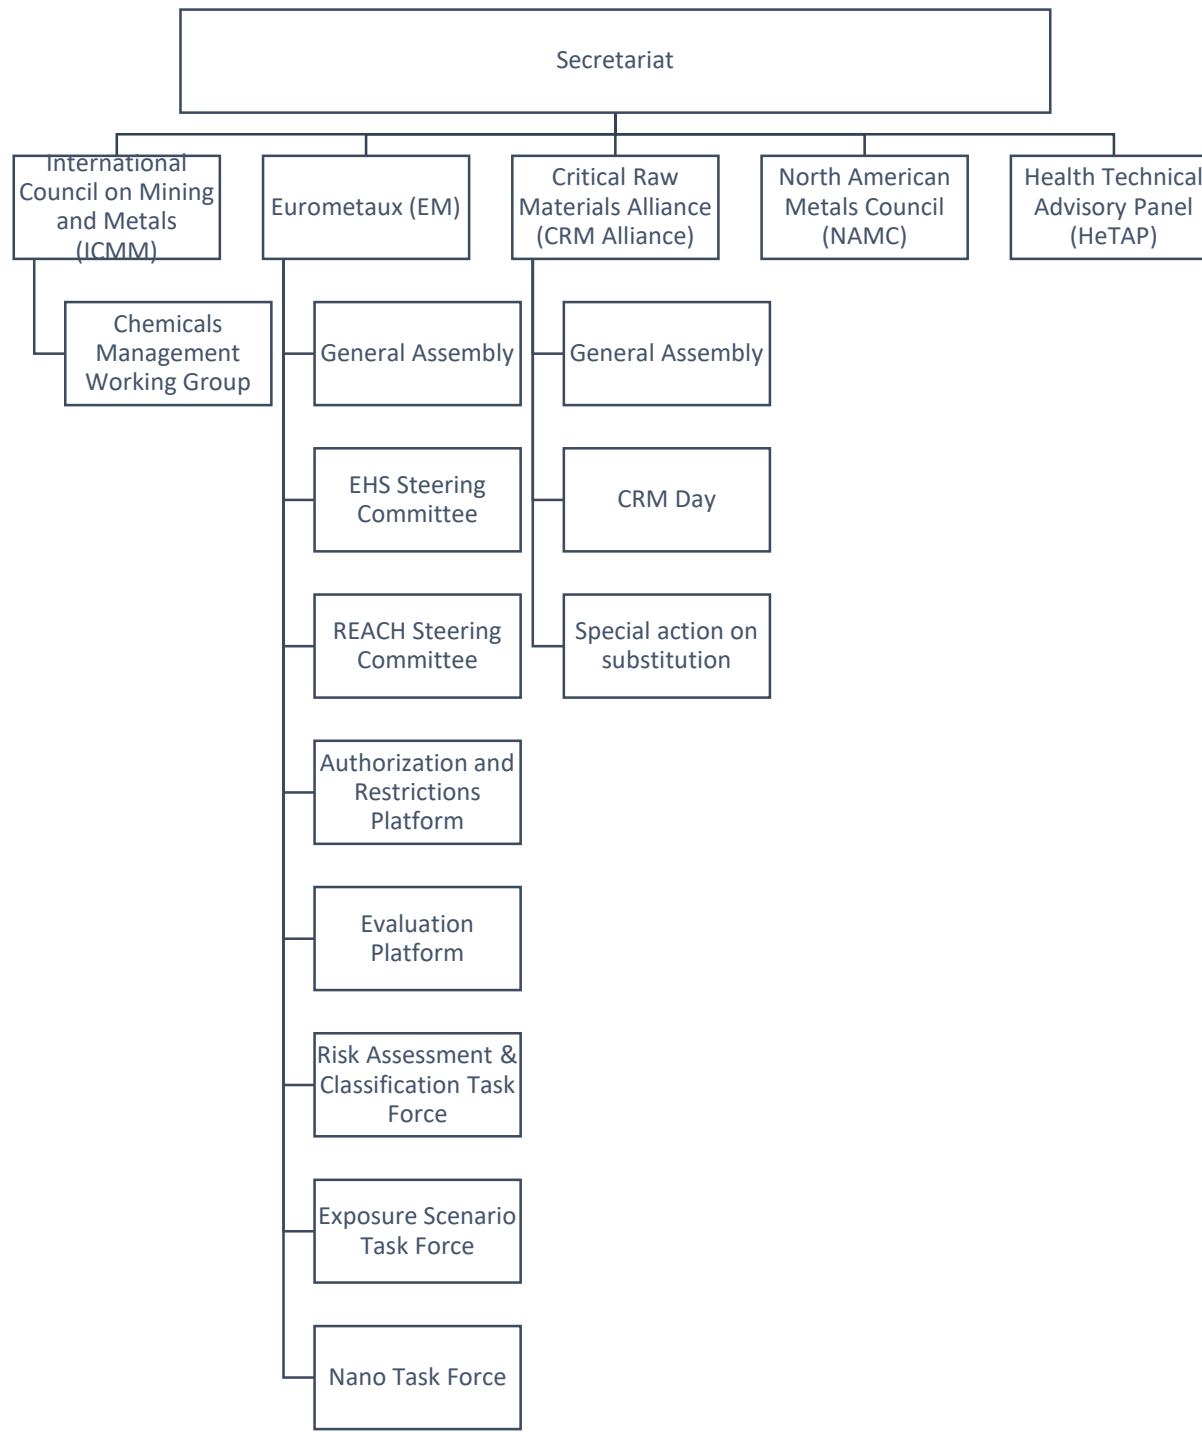 Secretariat
International
Council on Mining
and Metals
(ICMM)
Eurometaux (EM)
Critical Raw
Materials Alliance
(CRM Alliance)
North American
Metals Council
(NAMC)
Health Technical
Advisory Panel
(HeTAP)
Chemicals
Management
Working Group
General Assembly
General Assembly
EHS Steering
Committee
CRM Day
REACH Steering
Committee
Special action on
substitution
Authorization and
Restrictions
Platform
Evaluation
Platform
Risk Assessment &
Classification Task
Force
Exposure Scenario
Task Force
Nano Task Force